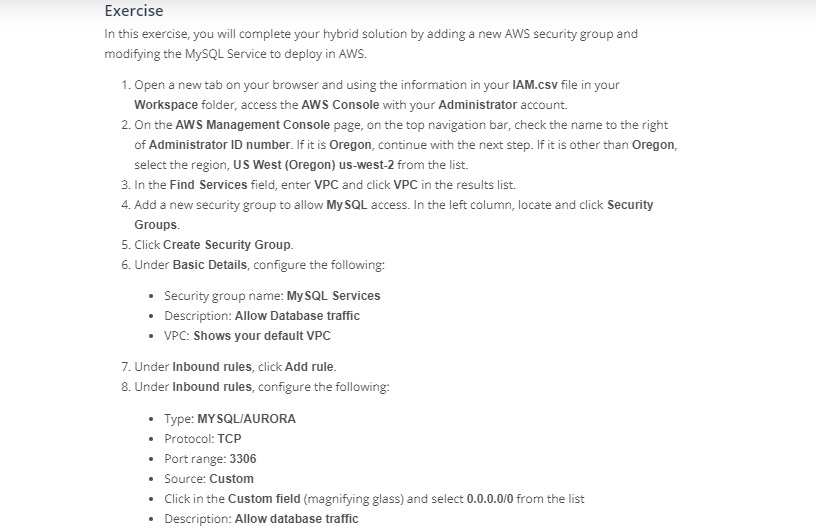 Exercise
In this exercise, you will complete your hybrid solution by adding a new AWS security group and
modifying the MySQL Service to deploy in AWS.
1. Open a new tab on your browser and using the information in your IAM.csv file in your
Workspace folder, access the AWS Console with your Administrator account.
2. On the AWS Management Console page, on the top navigation bar, check the name to the right
of Administrator ID number. If it is Oregon, continue with the next step. If it is other than Oregon,
select the region, US West (Oregon) us-west-2 from the list.
3. In the Find Services field, enter VPC and click VPC in the results list.
4. Add a new security group to allow MySQL access. In the left column, locate and click Security
Groups.
5. Click Create Security Group.
6. Under Basic Details, configure the following:
• Security group name: MySQL Services
• Description: Allow Database traffic
• VPC: Shows your default VPC
7. Under Inbound rules, click Add rule.
8. Under Inbound rules, configure the following:
• Type: MYSQL/AURORA
• Protocol: TCP
• Port range: 3306
• Source: Custom
• Click in the Custom field (magnifying glass) and select 0.0.0.0/0 from the list
• Description: Allow database traffic